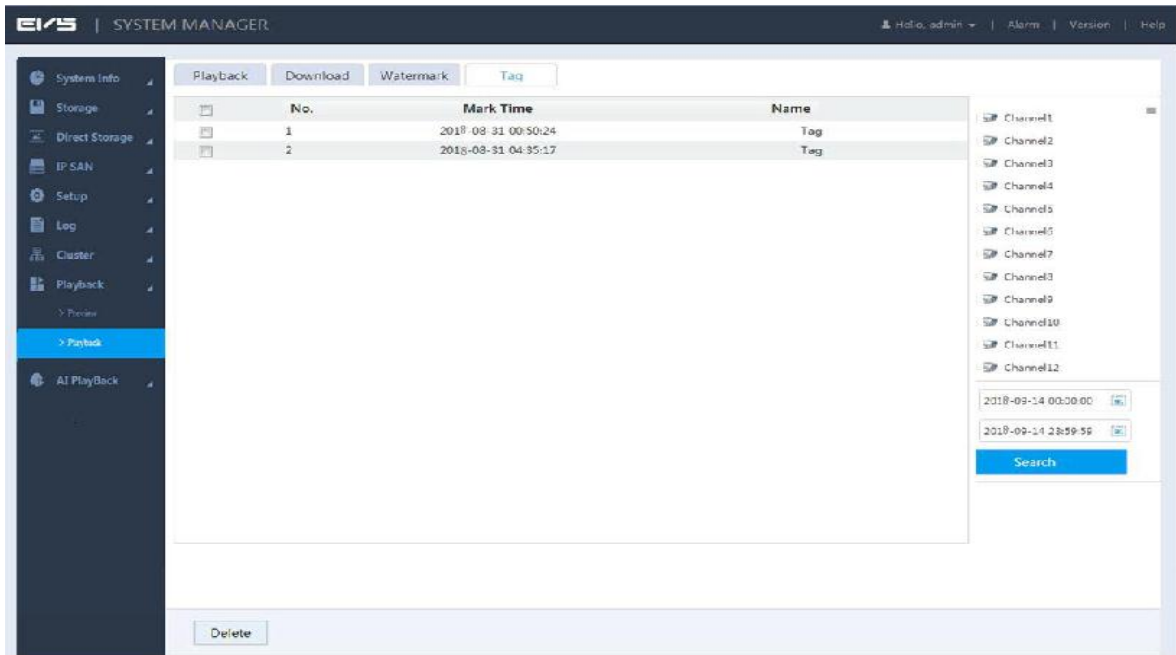 EVS | SYSTEM MANAGER
Hello, admin | Alarm | Version | Help
System Info
Storage
Direct Storage
IP SAN
Setup
Log
Cluster
Playback
> Preview
> Playback
AI PlayBack
Playback Download Watermark Tag
No. Mark Time Name
1 2018-08-31 00:50:24 Tag
2 2018-08-31 04:35:17 Tag
Channel1
Channel2
Channel3
Channel4
Channel5
Channel6
Channel7
Channel8
Channel9
Channel10
Channel11
Channel12
2018-09-14 00:00:00
2018-09-14 23:59:59
Search
Delete